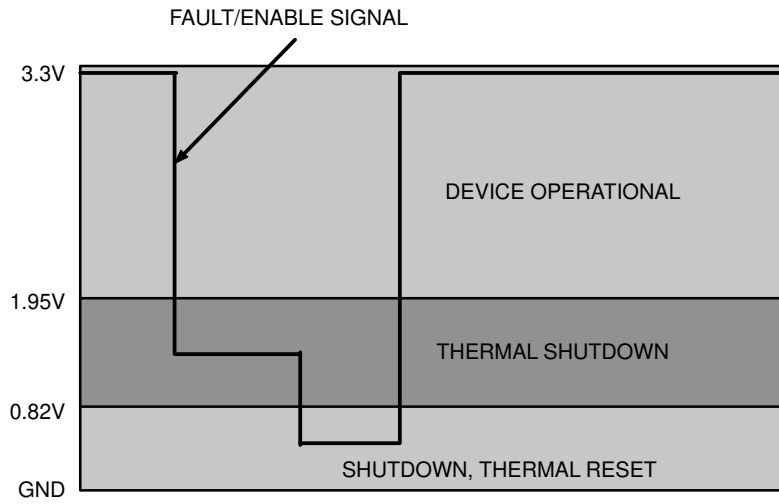 FAULT/ENABLE SIGNAL
3.3V
DEVICE OPERATIONAL
1.95V
THERMAL SHUTDOWN
0.82V
SHUTDOWN, THERMAL RESET
GND